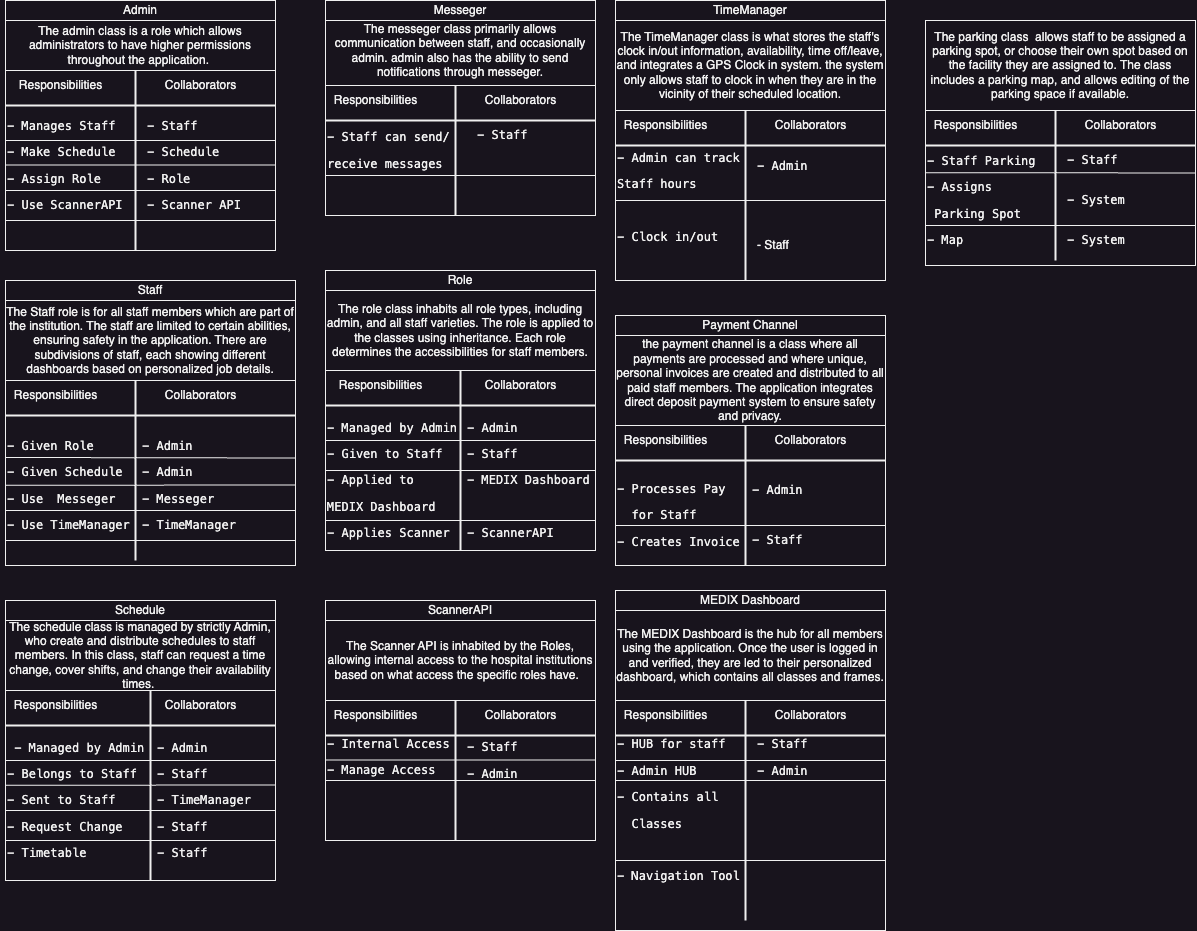 Admin
The admin class is a role which allows
administrators to have higher permissions
throughout the application.
Responsibilities
Collaborators
- Manages Staff
- Staff
- Make Schedule
- Schedule
- Assign Role
- Role
- Use ScannerAPI
- Scanner API
Messeger
The messeger class primarily allows
communication between staff, and occasionally
admin. admin also has the ability to send
notifications through messeger.
Responsibilities
Collaborators
- Staff can send/
receive messages
- Staff
TimeManager
The TimeManager class is what stores the staff's
clock in/out information, availability, time off/leave,
and integrates a GPS Clock in system. the system
only allows staff to clock in when they are in the
vicinity of their scheduled location.
Responsibilities
Collaborators
- Admin can track
Staff hours
- Admin
- Clock in/out
- Staff
The parking class allows staff to be assigned a
parking spot, or choose their own spot based on
the facility they are assigned to. The class
includes a parking map, and allows editing of the
parking space if available.
Responsibilities
Collaborators
- Staff Parking
- Staff
- Assigns
Parking Spot
- System
- Map
- System
Staff
The Staff role is for all staff members which are part of
the institution. The staff are limited to certain abilities,
ensuring safety in the application. There are
subdivisions of staff, each showing different
dashboards based on personalized job details.
Responsibilities
Collaborators
- Given Role
- Admin
- Given Schedule
- Admin
- Use  Messeger
- Messeger
- Use TimeManager
- TimeManager
Role
The role class inhabits all role types, including
admin, and all staff varieties. The role is applied to
the classes using inheritance. Each role
determines the accessibilities for staff members.
Responsibilities
Collaborators
- Managed by Admin
- Admin
- Given to Staff
- Staff
- Applied to
MEDIX Dashboard
- MEDIX Dashboard
- Applies Scanner
- ScannerAPI
Payment Channel
the payment channel is a class where all
payments are processed and where unique,
personal invoices are created and distributed to all
paid staff members. The application integrates
direct deposit payment system to ensure safety
and privacy.
Responsibilities
Collaborators
- Processes Pay
for Staff
- Admin
- Creates Invoice
- Staff
Schedule
The schedule class is managed by strictly Admin,
who create and distribute schedules to staff
members. In this class, staff can request a time
change, cover shifts, and change their availability
times.
Responsibilities
Collaborators
- Managed by Admin
- Admin
- Belongs to Staff
- Staff
- Sent to Staff
- TimeManager
- Request Change
- Staff
- Timetable
- Staff
ScannerAPI
The Scanner API is inhabited by the Roles,
allowing internal access to the hospital institutions
based on what access the specific roles have.
Responsibilities
Collaborators
- Internal Access
- Staff
- Manage Access
- Admin
MEDIX Dashboard
The MEDIX Dashboard is the hub for all members
using the application. Once the user is logged in
and verified, they are led to their personalized
dashboard, which contains all classes and frames.
Responsibilities
Collaborators
- HUB for staff
- Staff
- Admin HUB
- Admin
- Contains all
Classes
- Navigation Tool